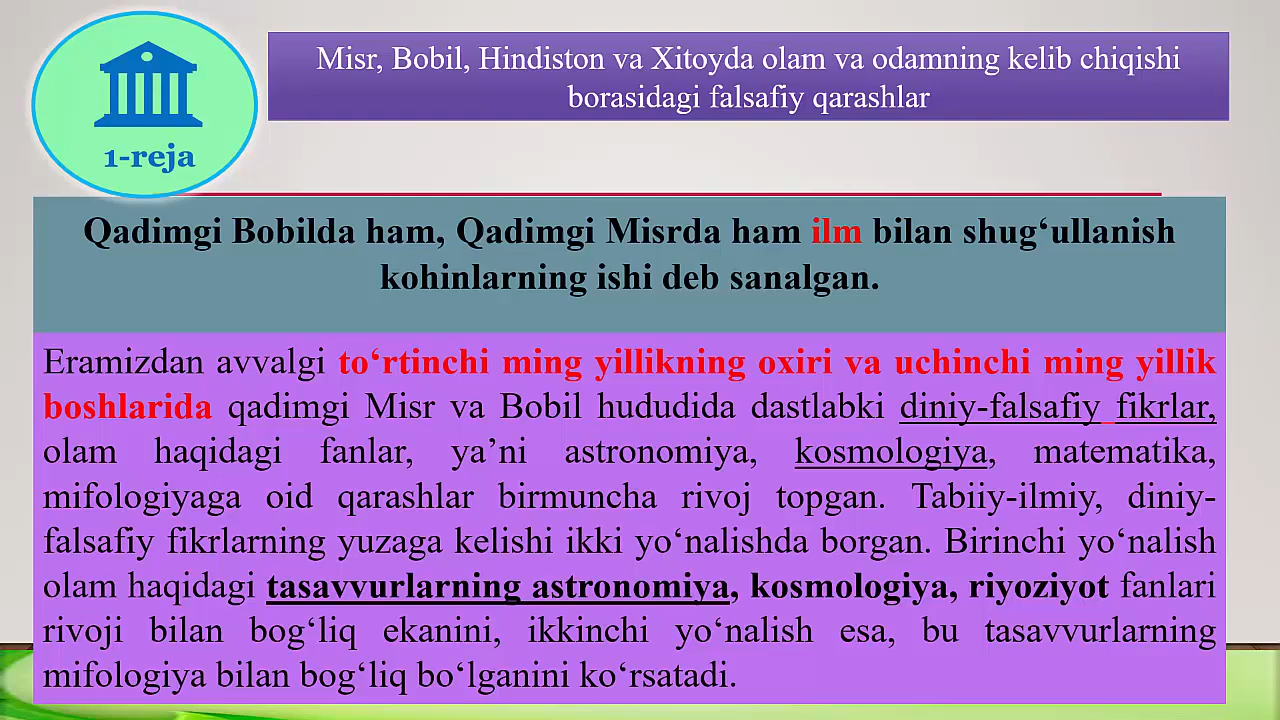 Misr, Bobil, Hindiston va Xitoyda olam va odamning kelib chiqishi
borasidagi falsafiy qarashlar
1-reja
Qadimgi Bobilda ham, Qadimgi Misrda ham ilm bilan shug‘ullanish
kohinlarning ishi deb sanalgan.
Eramizdan avvalgi to‘rtinchi ming yillikning oxiri va uchinchi ming yillik
boshlarida qadimgi Misr va Bobil hududida dastlabki diniy-falsafiy fikrlar,
olam haqidagi fanlar, ya’ni astronomiya, kosmologiya, matematika,
mifologiyaga oid qarashlar birmuncha rivoj topgan. Tabiiy-ilmiy, diniy-
falsafiy fikrlarning yuzaga kelishi ikki yo‘nalishda borgan. Birinchi yo‘nalish
olam haqidagi tasavvurlarning astronomiya, kosmologiya, riyoziyot fanlari
rivoji bilan bog‘liq ekanini, ikkinchi yo‘nalish esa, bu tasavvurlarning
mifologiya bilan bog‘liq bo‘lganini ko‘rsatadi.